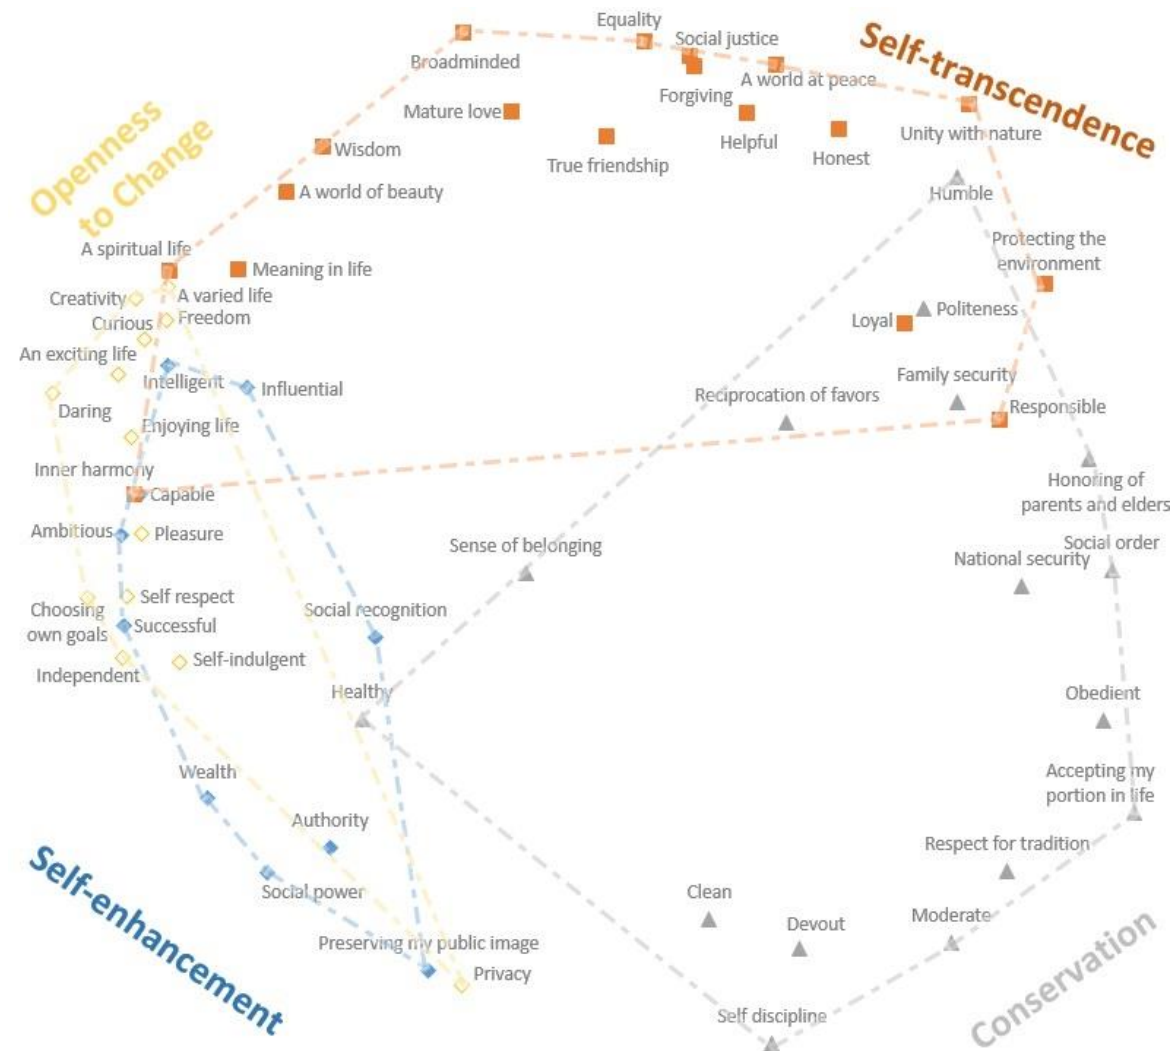 Equality
Self-transcendence
Social justice
Broadminded
A world at peace
Forgiving
Mature love
Unity with nature
Helpful
Wisdom
Honest
True friendship
Openness
to Change
A world of beauty
Humble
A spiritual life
Protecting the
environment
Meaning in life
Creativity
A varied life
Politeness
Freedom
Loyal
Curious
An exciting life
Family security
Intelligent
Influential
Reciprocation of favors
Responsible
Daring
Enjoying life
Inner harmony
Honoring of
parents and elders
Capable
Ambitious
Pleasure
Sense of belonging
Social order
National security
Self respect
Social recognition
Choosing
own goals
Successful
Self-indulgent
Independent
Healthy
Obedient
Wealth
Accepting my
portion in life
Authority
Respect for tradition
Social power
Clean
Devout
Moderate
Self-enhancement
Preserving my public image
Privacy
Conservation
Self discipline